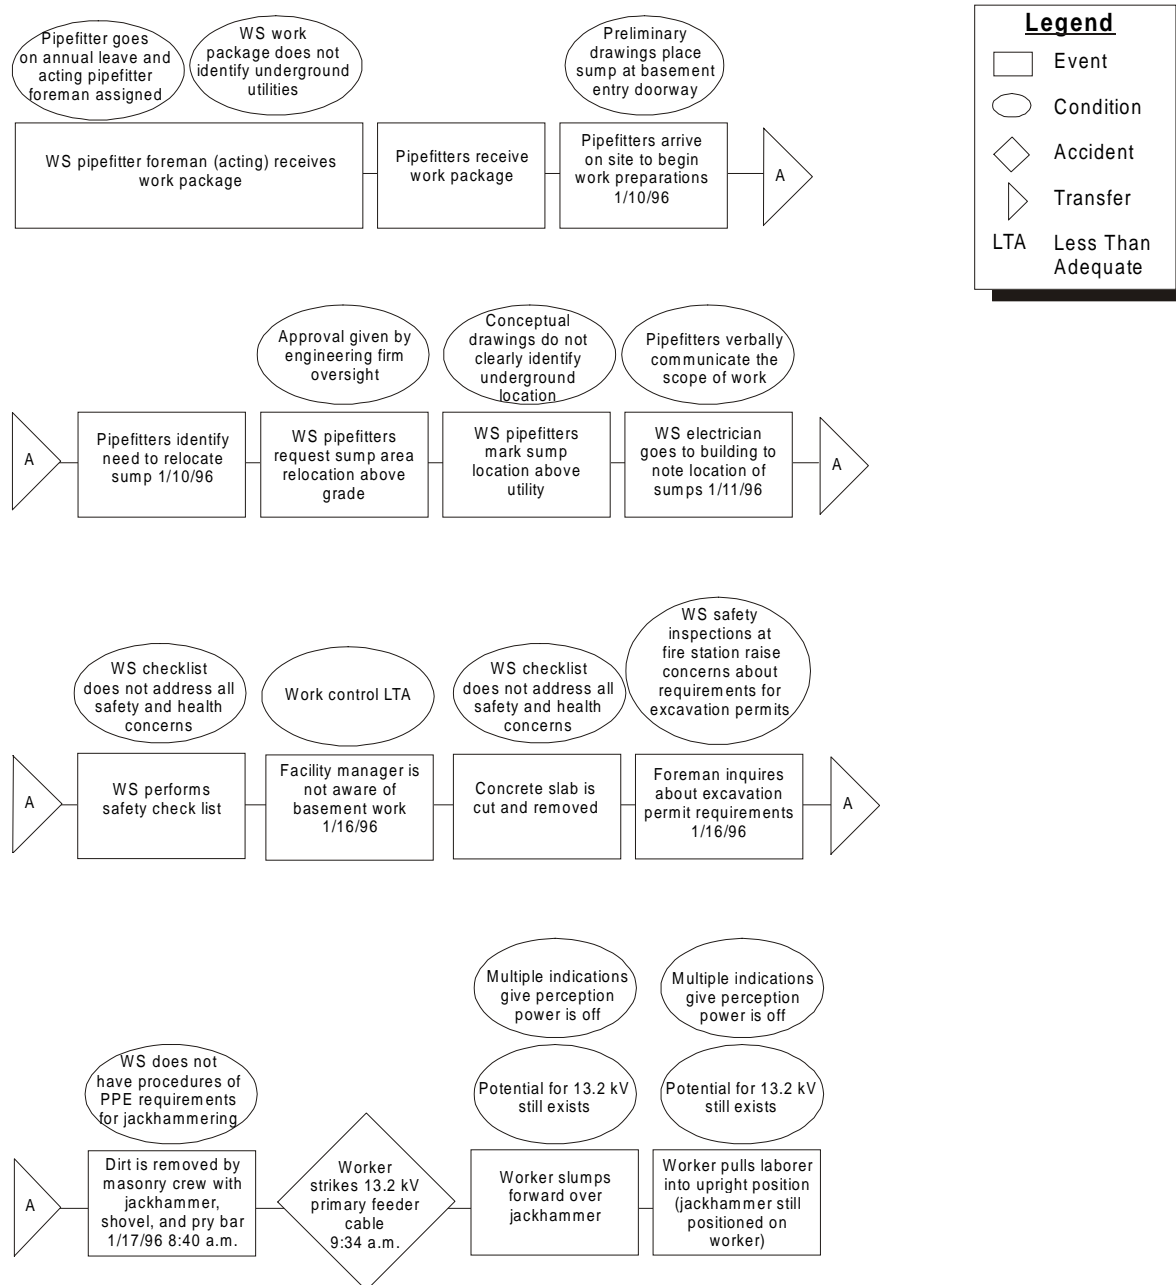 Pipefitter goes
on annual leave and
acting pipefitter
foreman assigned
WS work
package does not
identify underground
utilities
Preliminary
drawings place
sump at basement
entry doorway
WS pipefitter foreman (acting) receives
work package
Pipefitters receive
work package
Pipefitters arrive
on site to begin
work preparations
1/10/96
A
Legend
Event
Condition
Accident
Transfer
LTA Less Than
Adequate
Approval given by
engineering firm
oversight
Conceptual
drawings do not
clearly identify
underground
location
Pipefitters verbally
communicate the
scope of work
A
Pipefitters identify
need to relocate
sump 1/10/96
WS pipefitters
request sump area
relocation above
grade
WS pipefitters
mark sump
location above
utility
WS electrician
goes to building to
note location of
sumps 1/11/96
A
WS checklist
does not address all
safety and health
concerns
Work control LTA
WS checklist
does not address all
safety and health
concerns
WS safety
inspections at
fire station raise
concerns about
requirements for
excavation permits
A
WS performs
safety check list
Facility manager is
not aware of
basement work
1/16/96
Concrete slab is
cut and removed
Foreman inquires
about excavation
permit requirements
1/16/96
A
Multiple indications
give perception
power is off
Multiple indications
give perception
power is off
WS does not
have procedures of
PPE requirements
for jackhammering
Potential for 13.2 kV
still exists
Potential for 13.2 kV
still exists
A
Dirt is removed by
masonry crew with
jackhammer,
shovel, and pry bar
1/17/96 8:40 a.m.
Worker
strikes 13.2 kV
primary feeder
cable
9:34 a.m.
Worker slumps
forward over
jackhammer
Worker pulls laborer
into upright position
(jackhammer still
positioned on
worker)